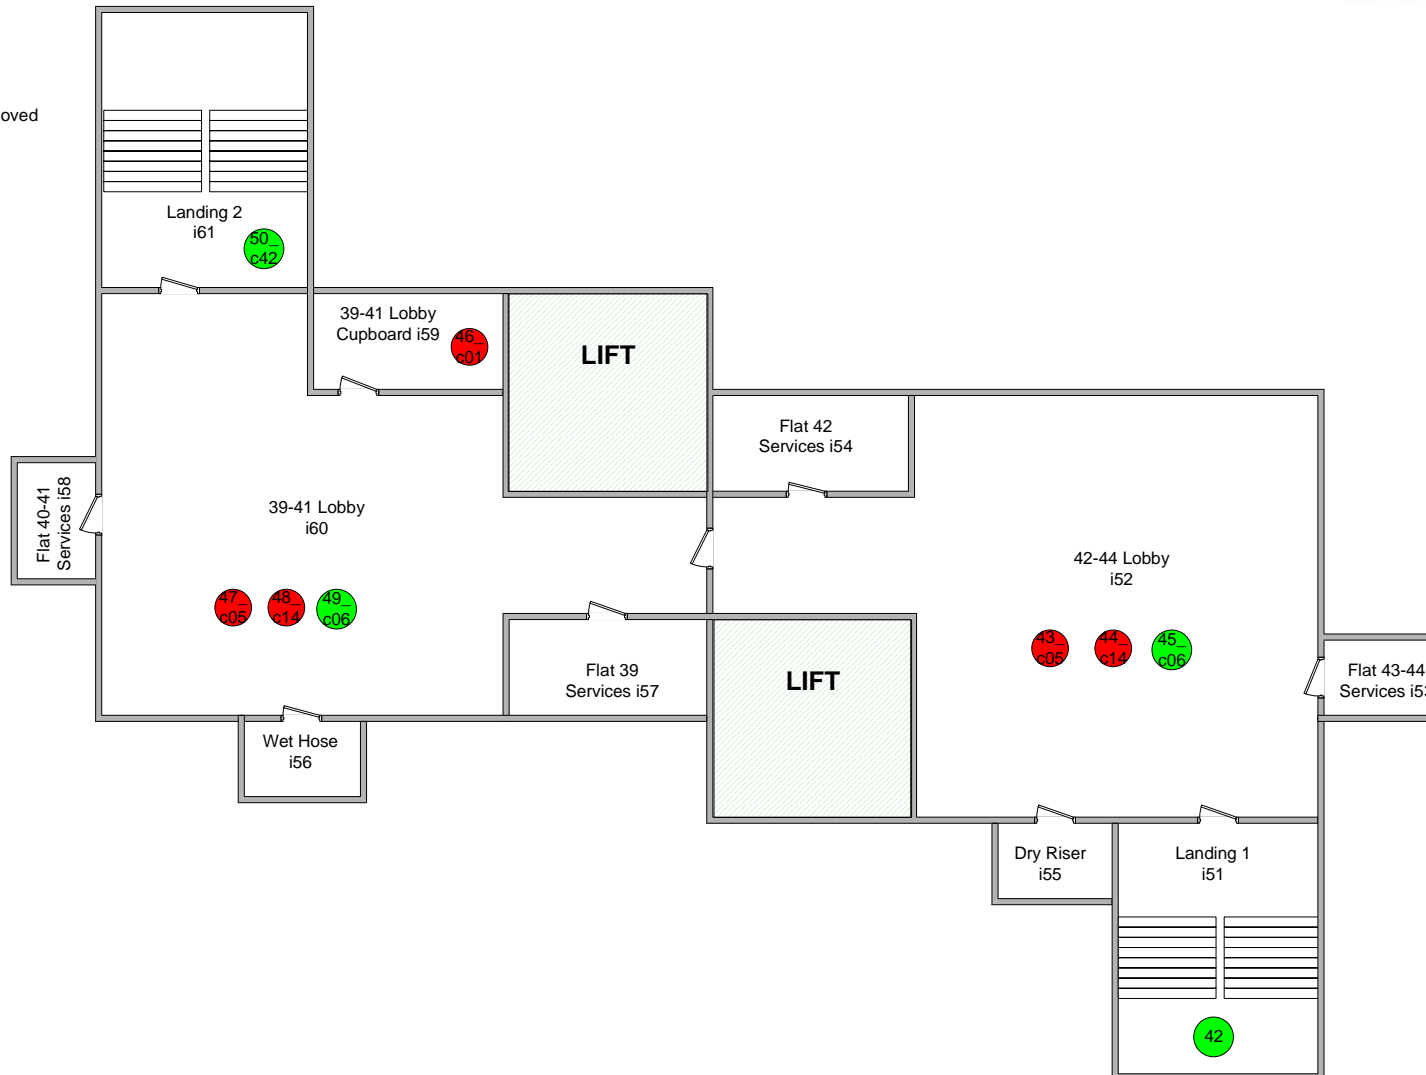 oved
Landing 2
i61
50_
c42
39-41 Lobby
Cupboard i59
46_
c01
LIFT
Flat 42
Services i54
Flat 40-41
Services i58
39-41 Lobby
i60
42-44 Lobby
i52
47_
c05
48_
c14
49_
c06
43_
c05
44_
c14
45_
c06
Flat 39
Services i57
LIFT
Flat 43-44
Services i53
Wet Hose
i56
Dry Riser
i55
Landing 1
i51
42